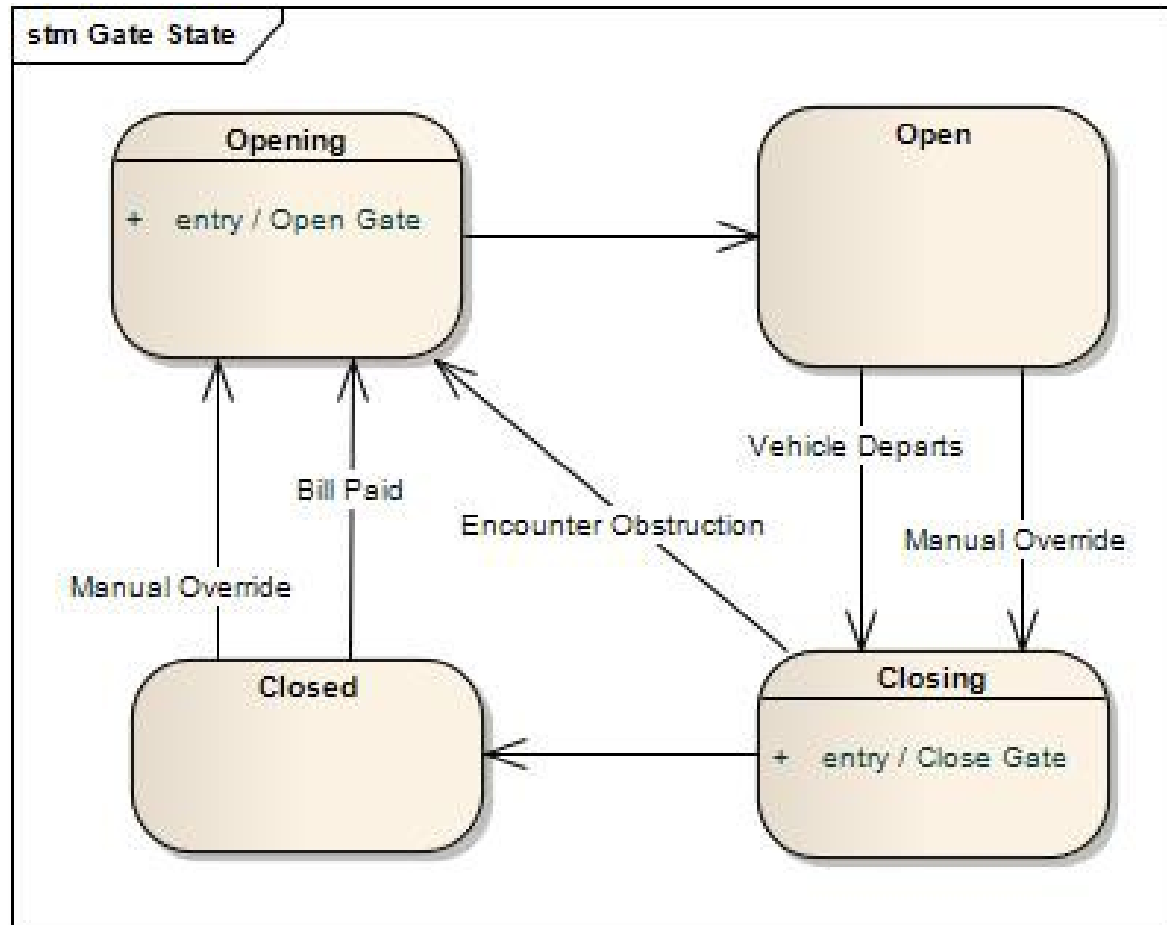 stm Gate State
Opening
+ entry / Open Gate
Open
Vehicle Departs
Bill Paid
Encounter Obstruction
Manual Override
Manual Override
Closed
Closing
+ entry / Close Gate